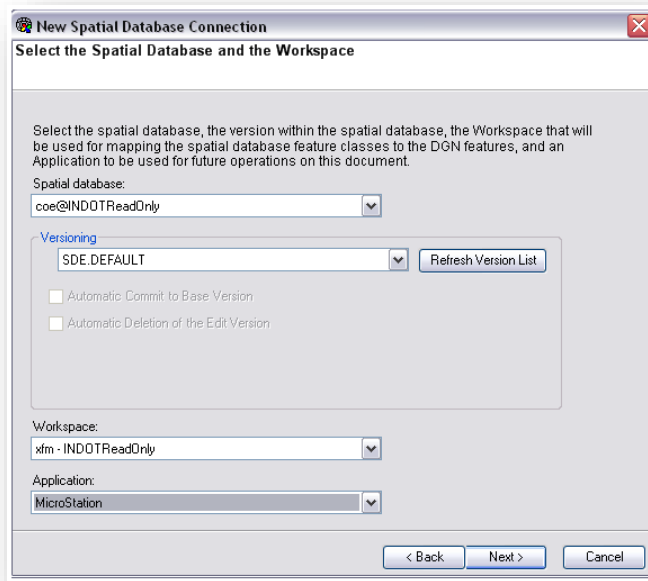 New Spatial Database Connection
Select the Spatial Database and the Workspace
Select the spatial database, the version within the spatial database, the Workspace that will
be used for mapping the spatial database feature classes to the DGN features, and an
Application to be used for future operations on this document.
Spatial database:
coe@INDOTReadOnly
Versioning
SDE.DEFAULT
Refresh Version List
Automatic Commit to Base Version
Automatic Deletion of the Edit Version
Workspace:
xfm - INDOTReadOnly
Application:
MicroStation
< Back
Next >
Cancel